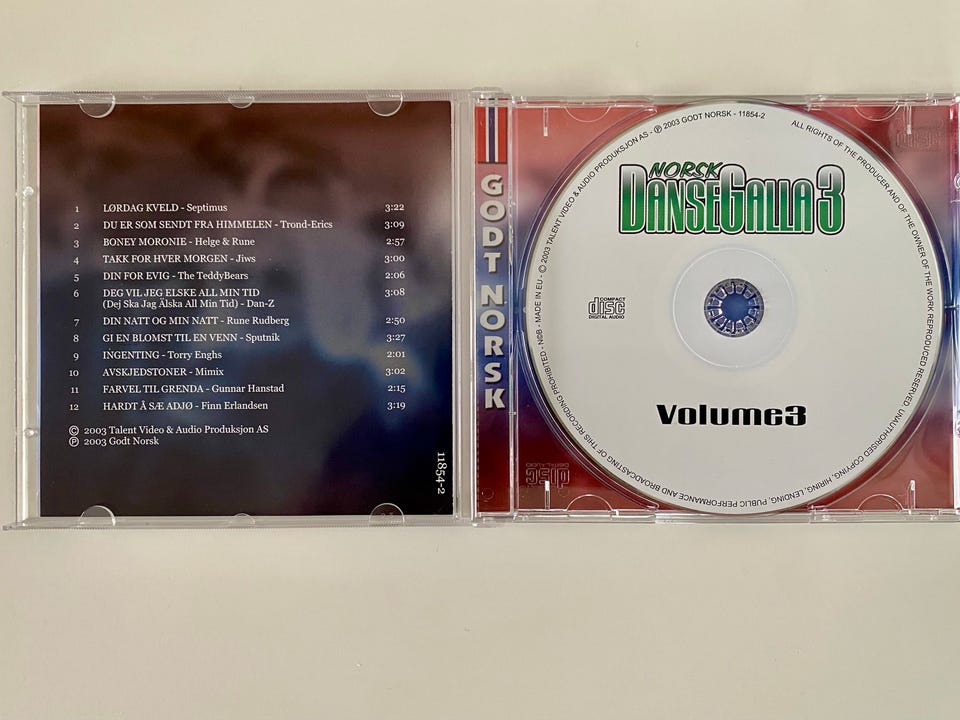 1 LØRDAG KVELD - Septimus 3:22
2 DU ER SOM SENDT FRA HIMMELEN - Trond-Erics 3:09
3 BONEY MORONIE - Helge & Rune 2:57
4 TAKK FOR HVER MORGEN - Jiws 3:00
5 DIN FOR EVIG - The TeddyBears 2:06
6 DEG VIL JEG ELSKE ALL MIN TID 3:08
(Dej Ska Jag Älska All Min Tid) - Dan-Z
7 DIN NATT OG MIN NATT - Rune Rudberg 2:50
8 GI EN BLOMST TIL EN VENN - Sputnik 3:27
9 INGENTING - Torry Enghs 2:01
10 AVSKJEDSTONER - Mimix 3:02
11 FARVEL TIL GRENDA - Gunnar Hanstad 2:15
12 HARDT Å SÆ ADJØ - Finn Erlandsen 3:19
© 2003 Talent Video & Audio Produksjon AS
℗ 2003 Godt Norsk
11854-2
GODT NORSK
NORSK
DANSEGALLA 3
COMPACT
disc
DIGITAL AUDIO
Volume3
© 2003 TALENT VIDEO & AUDIO PRODUKSJON AS - ℗ 2003 GODT NORSK - 11854-2
ALL RIGHTS OF THE PRODUCER AND OF THE OWNER OF THE WORK REPRODUCED RESERVED. UNAUTHORISED COPYING, HIRING, LENDING, PUBLIC PERFORMANCE AND BROADCASTING OF THIS RECORDING PROHIBITED - N©B - MADE IN EU -
COMPACT
disc
DIGITAL AUDIO